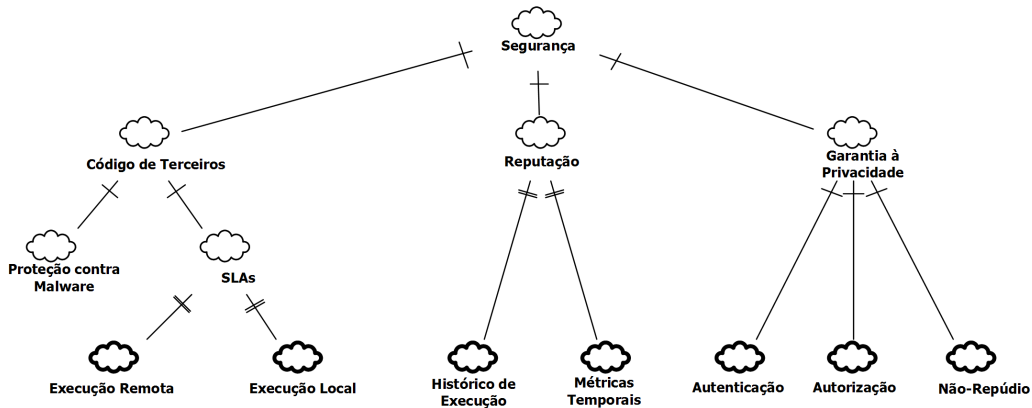 Segurança
Código de Terceiros
Reputação
Garantia à
Privacidade
Proteção contra
Malware
SLAs
Execução Remota
Execução Local
Histórico de
Execução
Métricas
Temporais
Autenticação
Autorização
Não-Repúdio